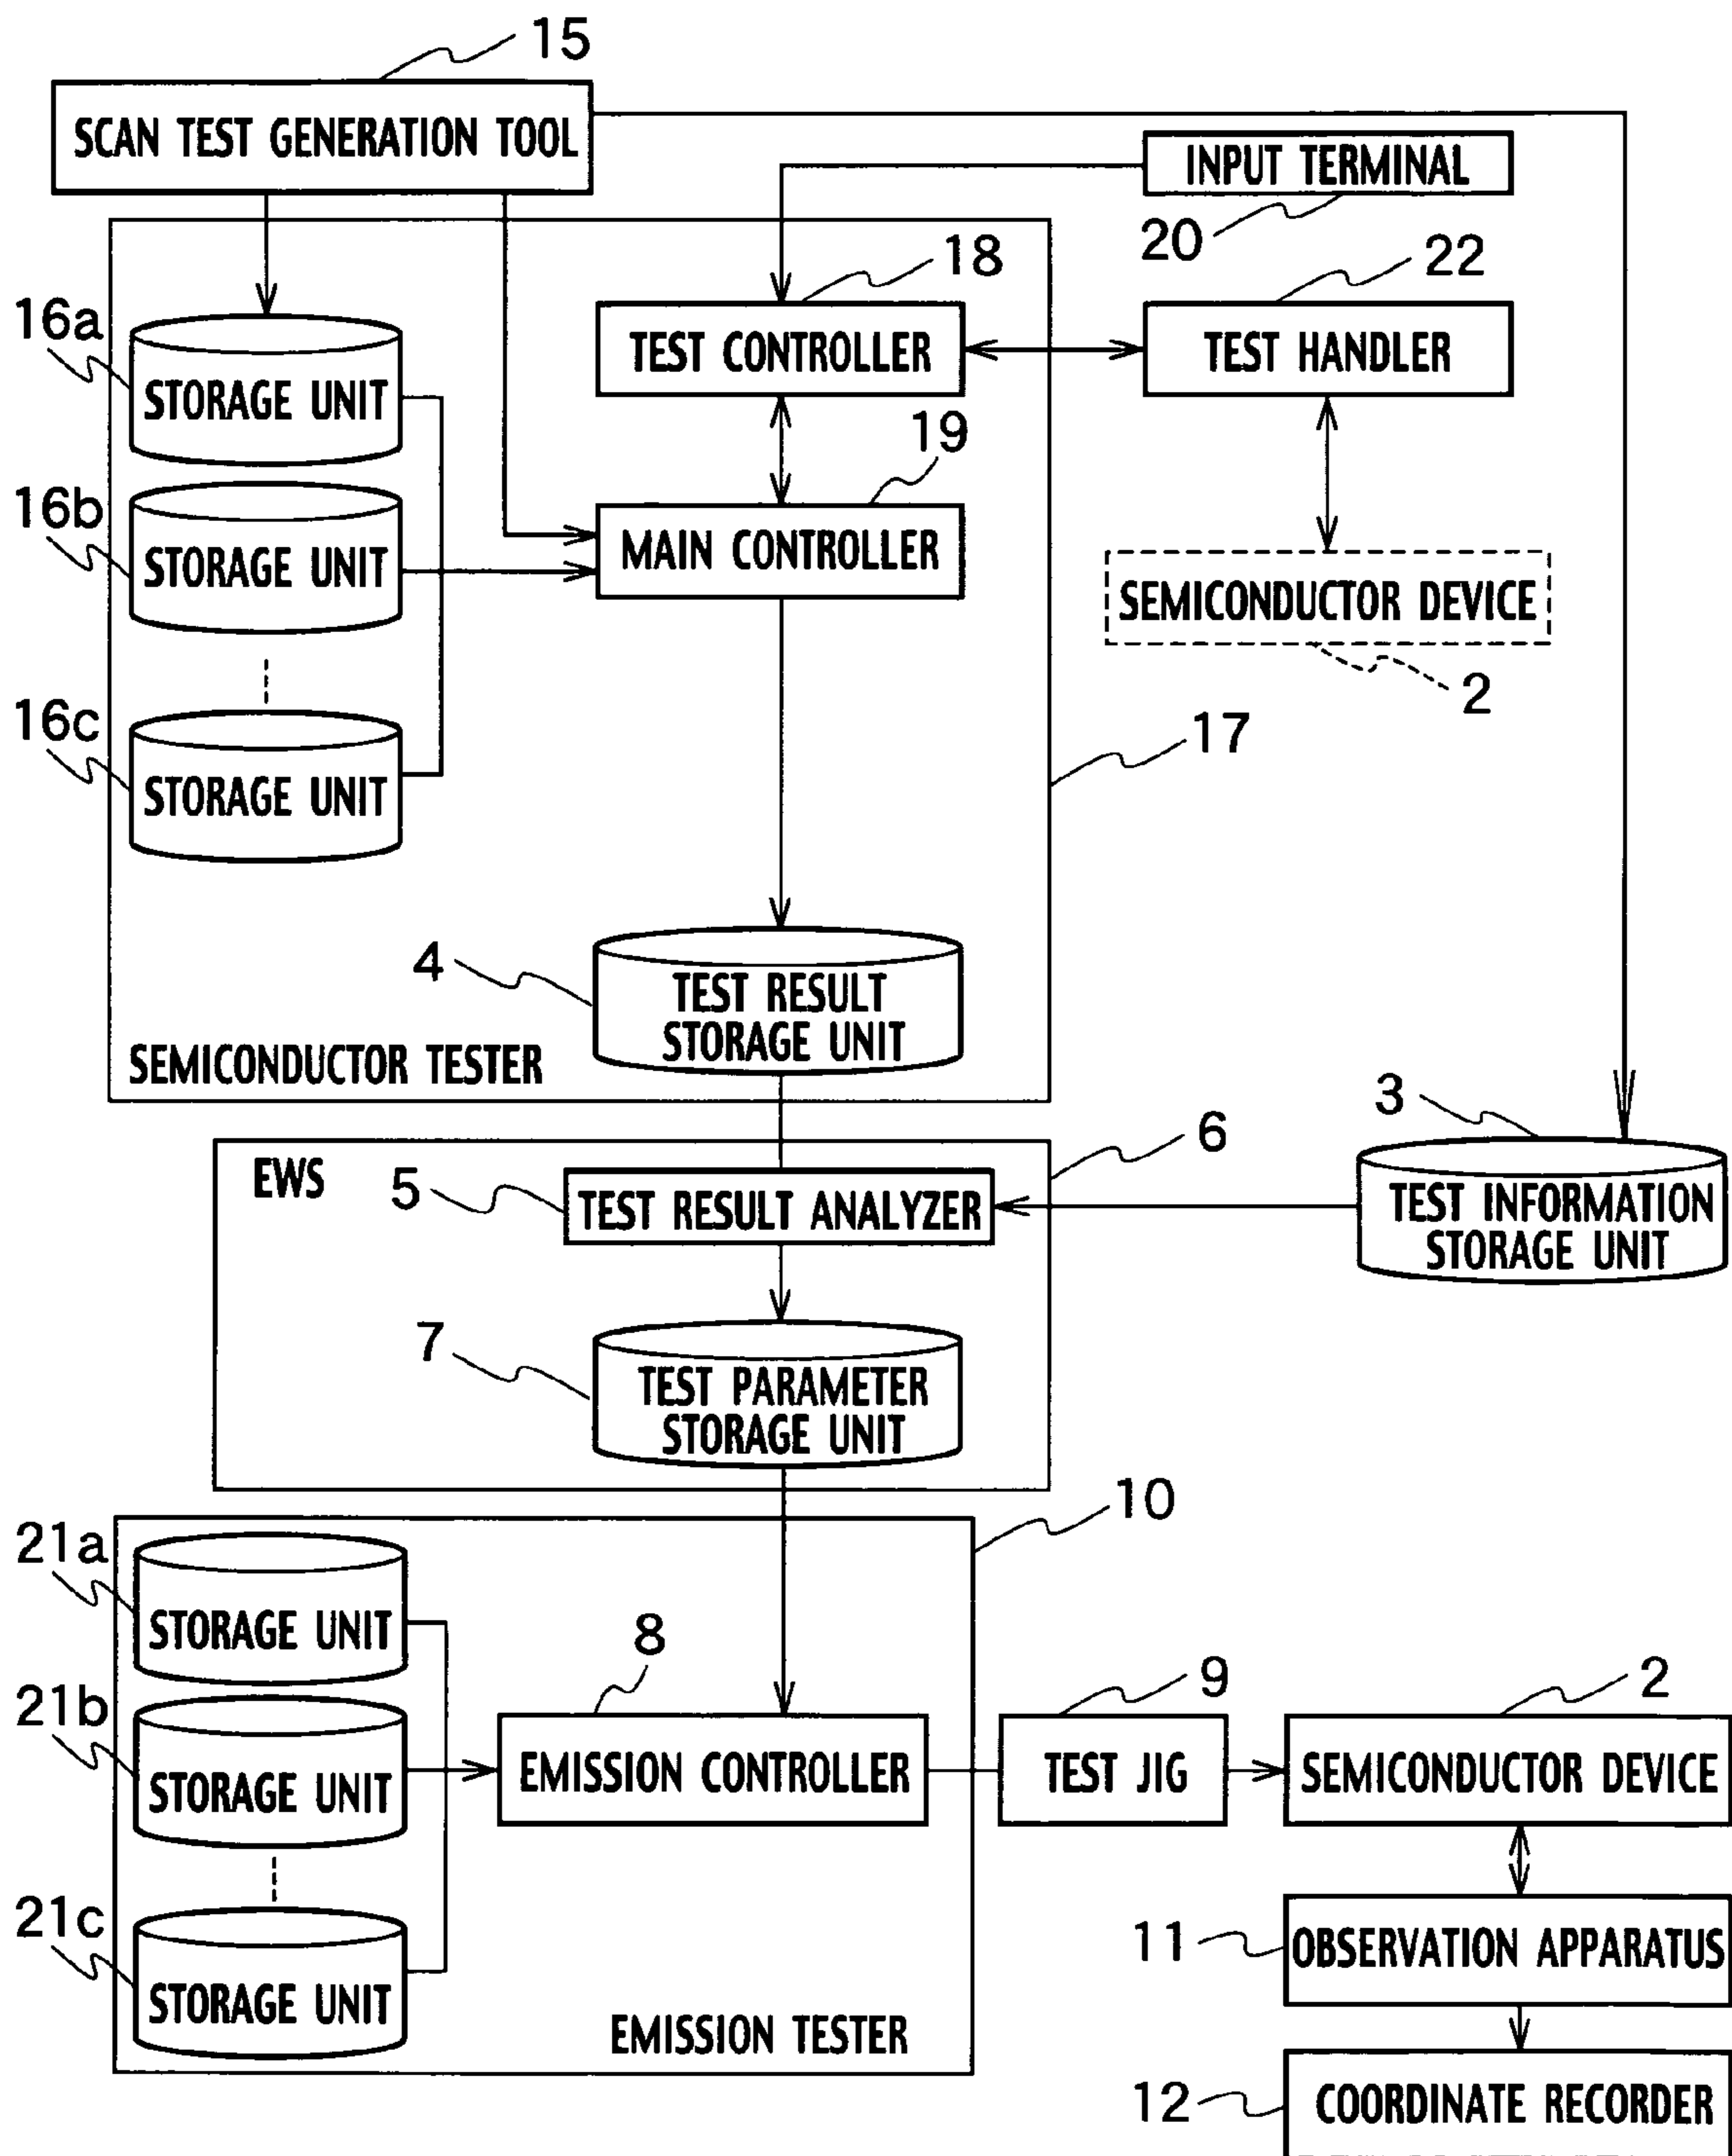 15
SCAN TEST GENERATION TOOL
INPUT TERMINAL
20
18
22
16a
STORAGE UNIT
TEST CONTROLLER
TEST HANDLER
19
16b
STORAGE UNIT
MAIN CONTROLLER
SEMICONDUCTOR DEVICE
2
16c
STORAGE UNIT
17
4
TEST RESULT
STORAGE UNIT
SEMICONDUCTOR TESTER
3
6
EWS
5
TEST RESULT ANALYZER
TEST INFORMATION
STORAGE UNIT
7
TEST PARAMETER
STORAGE UNIT
10
21a
STORAGE UNIT
8
9
2
21b
STORAGE UNIT
EMISSION CONTROLLER
TEST JIG
SEMICONDUCTOR DEVICE
21c
STORAGE UNIT
11
OBSERVATION APPARATUS
EMISSION TESTER
12
COORDINATE RECORDER